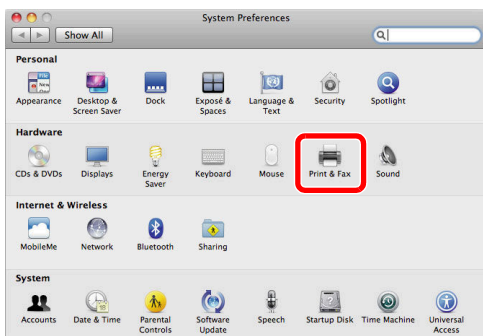 System Preferences
Show All
Personal
Appearance Desktop & Screen Saver Dock Exposé & Spaces Language & Text Security Spotlight
Hardware
CDs & DVDs Displays Energy Saver Keyboard Mouse Print & Fax Sound
Internet & Wireless
MobileMe Network Bluetooth Sharing
System
Accounts Date & Time Parental Controls Software Update Speech Startup Disk Time Machine Universal Access